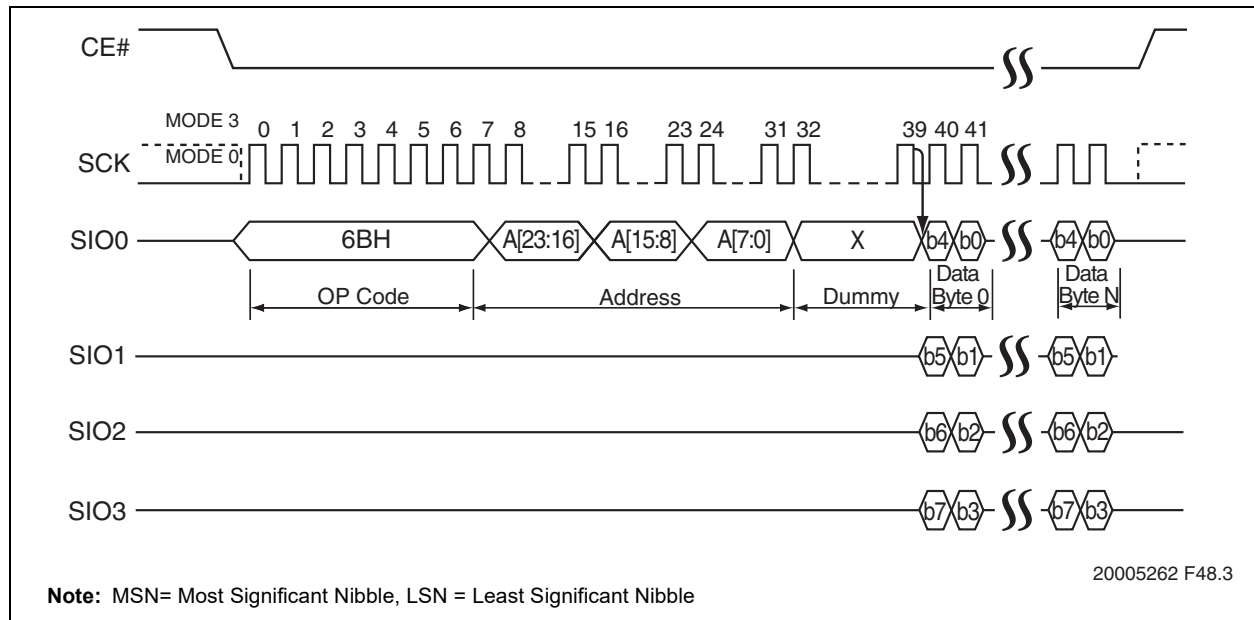 CE#
MODE 3
0 1 2 3 4 5 6 7 8 15 16 23 24 31 32 39 40 41
SCK
MODE 0
SIO0
6BH A[23:16] A[15:8] A[7:0] X b4 b0 b4 b0
OP Code Address Dummy Data Byte 0 Data Byte N
SIO1 b5 b1 b5 b1
SIO2 b6 b2 b6 b2
SIO3 b7 b3 b7 b3
20005262 F48.3
Note: MSN= Most Significant Nibble, LSN = Least Significant Nibble